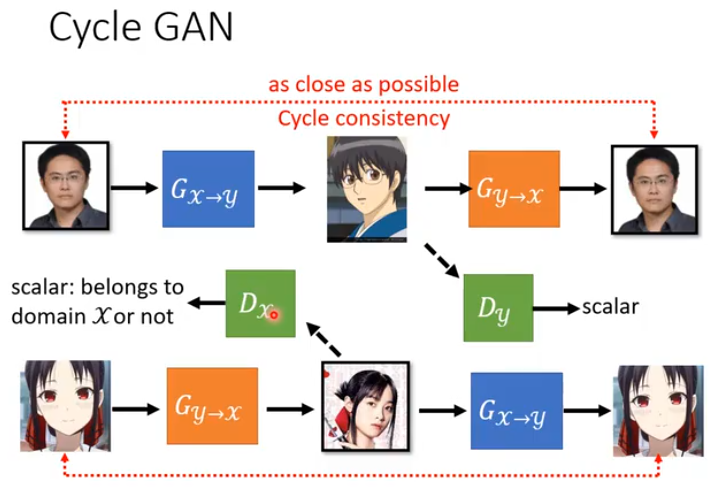 Cycle GAN
as close as possible
Cycle consistency
G𝒳→𝒴
G𝒴→𝒳
scalar: belongs to
domain 𝒳 or not
D𝒳
D𝒴
scalar
G𝒴→𝒳
G𝒳→𝒴